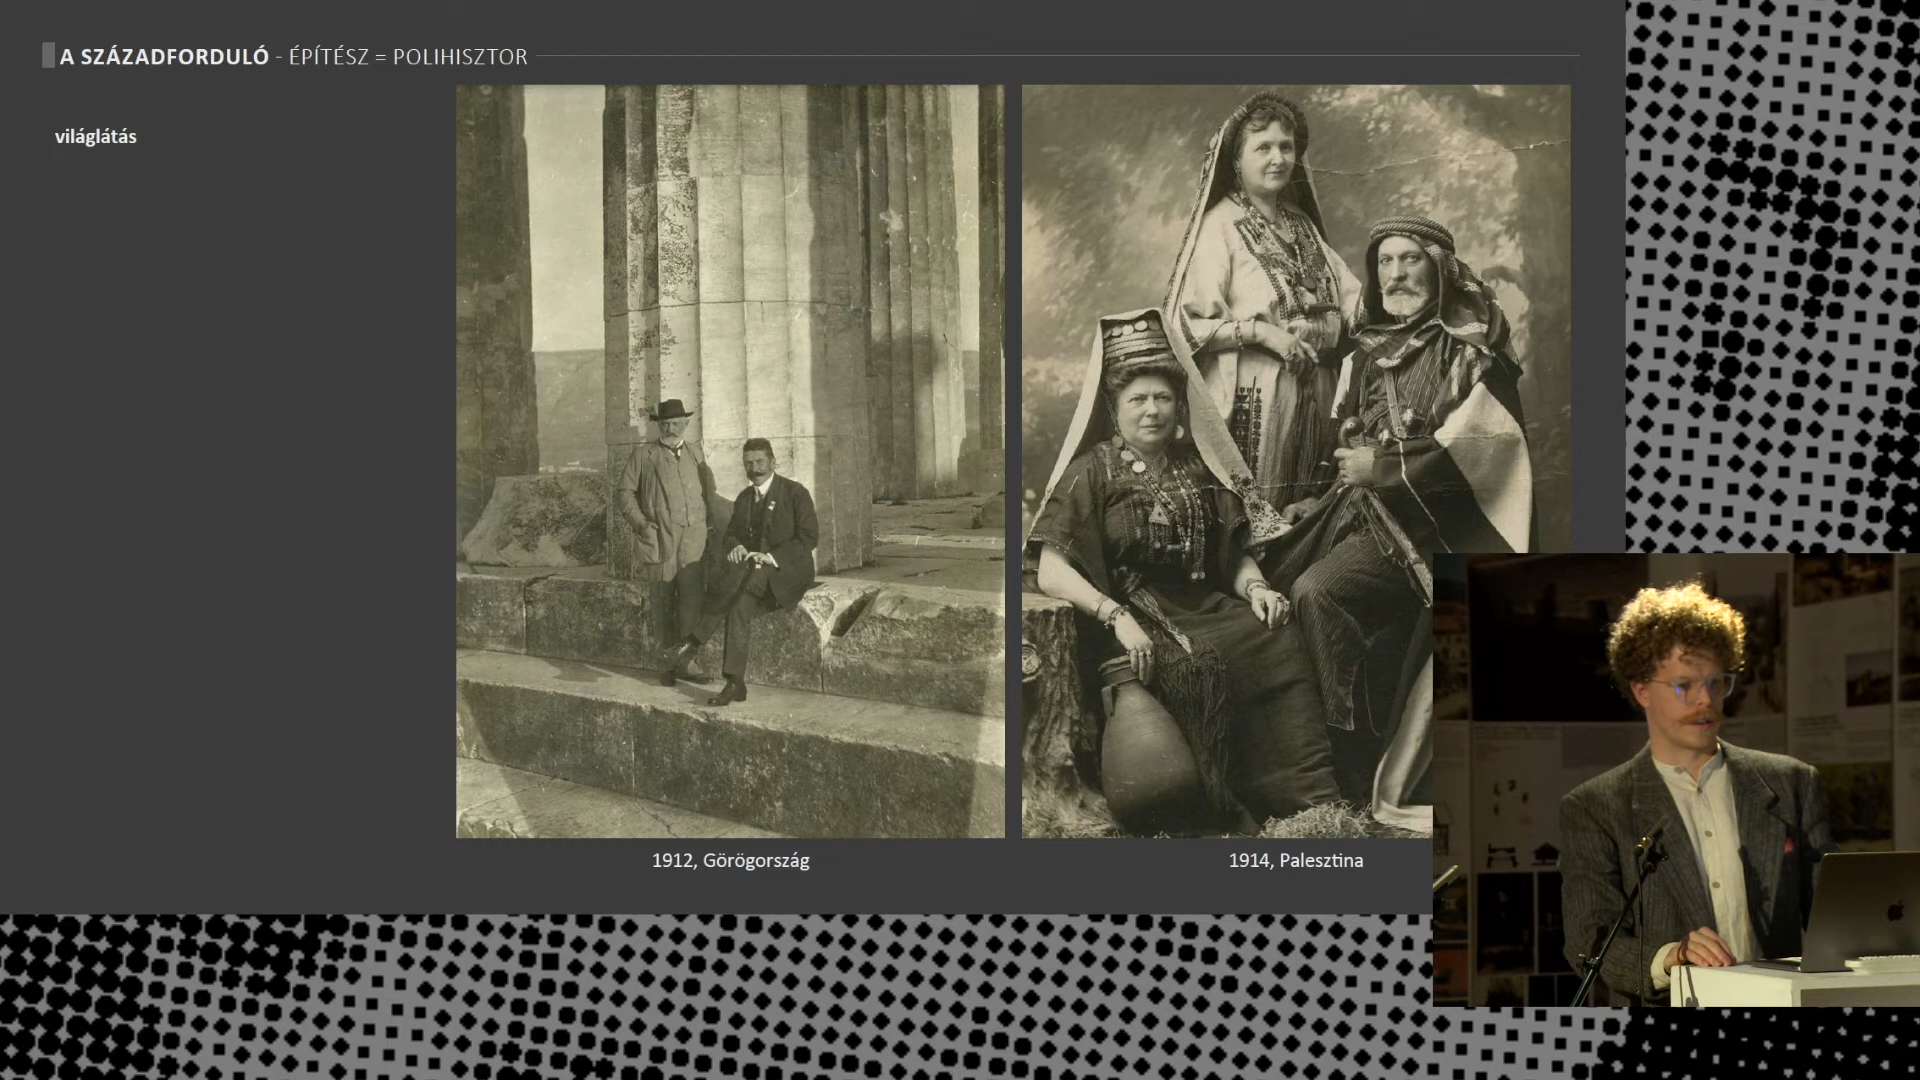 A SZÁZADFORDULÓ - ÉPÍTÉSZ = POLIHISZTOR
világlátás
1912, Görögország
1914, Palesztina